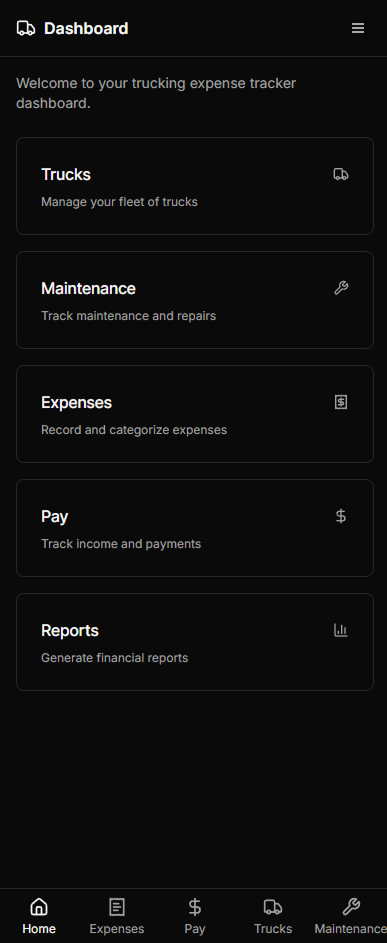 Dashboard
Welcome to your trucking expense tracker
dashboard.
Trucks
Manage your fleet of trucks
Maintenance
Track maintenance and repairs
Expenses
Record and categorize expenses
Pay
Track income and payments
Reports
Generate financial reports
Home Expenses Pay Trucks Maintenance